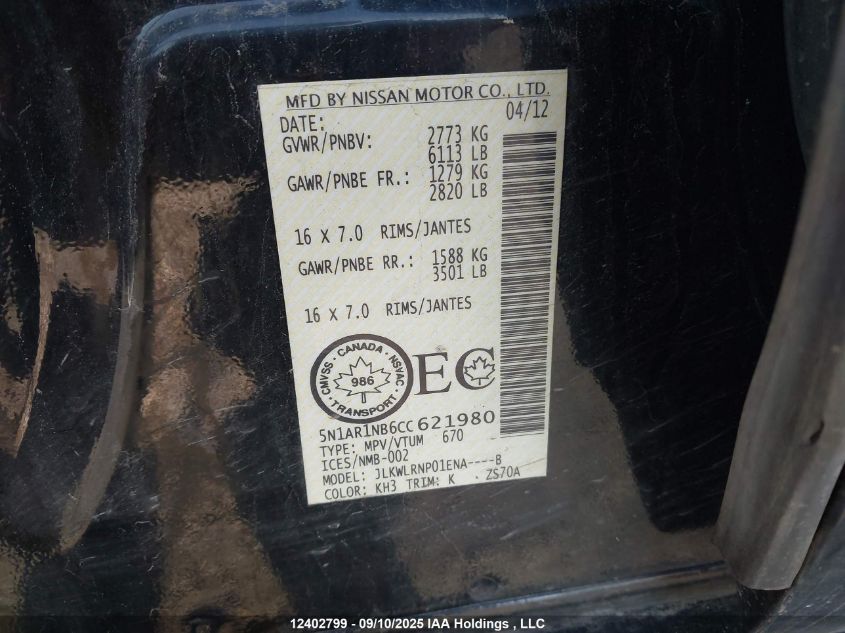 MFD BY NISSAN MOTOR CO., LTD.
DATE: 04/12
GVWR/PNBV: 2773 KG
6113 LB
GAWR/PNBE FR.: 1279 KG
2820 LB
16 X 7.0 RIMS/JANTES
GAWR/PNBE RR.: 1588 KG
3501 LB
16 X 7.0 RIMS/JANTES
CMVSS · CANADA · NSVAC
986
· TRANSPORT ·
EC
5N1AR1NB6CC621980
TYPE: MPV/VTUM 670
ICES/NMB-002
MODEL: JLKWLRNP01ENA----B
COLOR: KH3 TRIM: K . ZS70A
12402799 - 09/10/2025 IAA Holdings , LLC